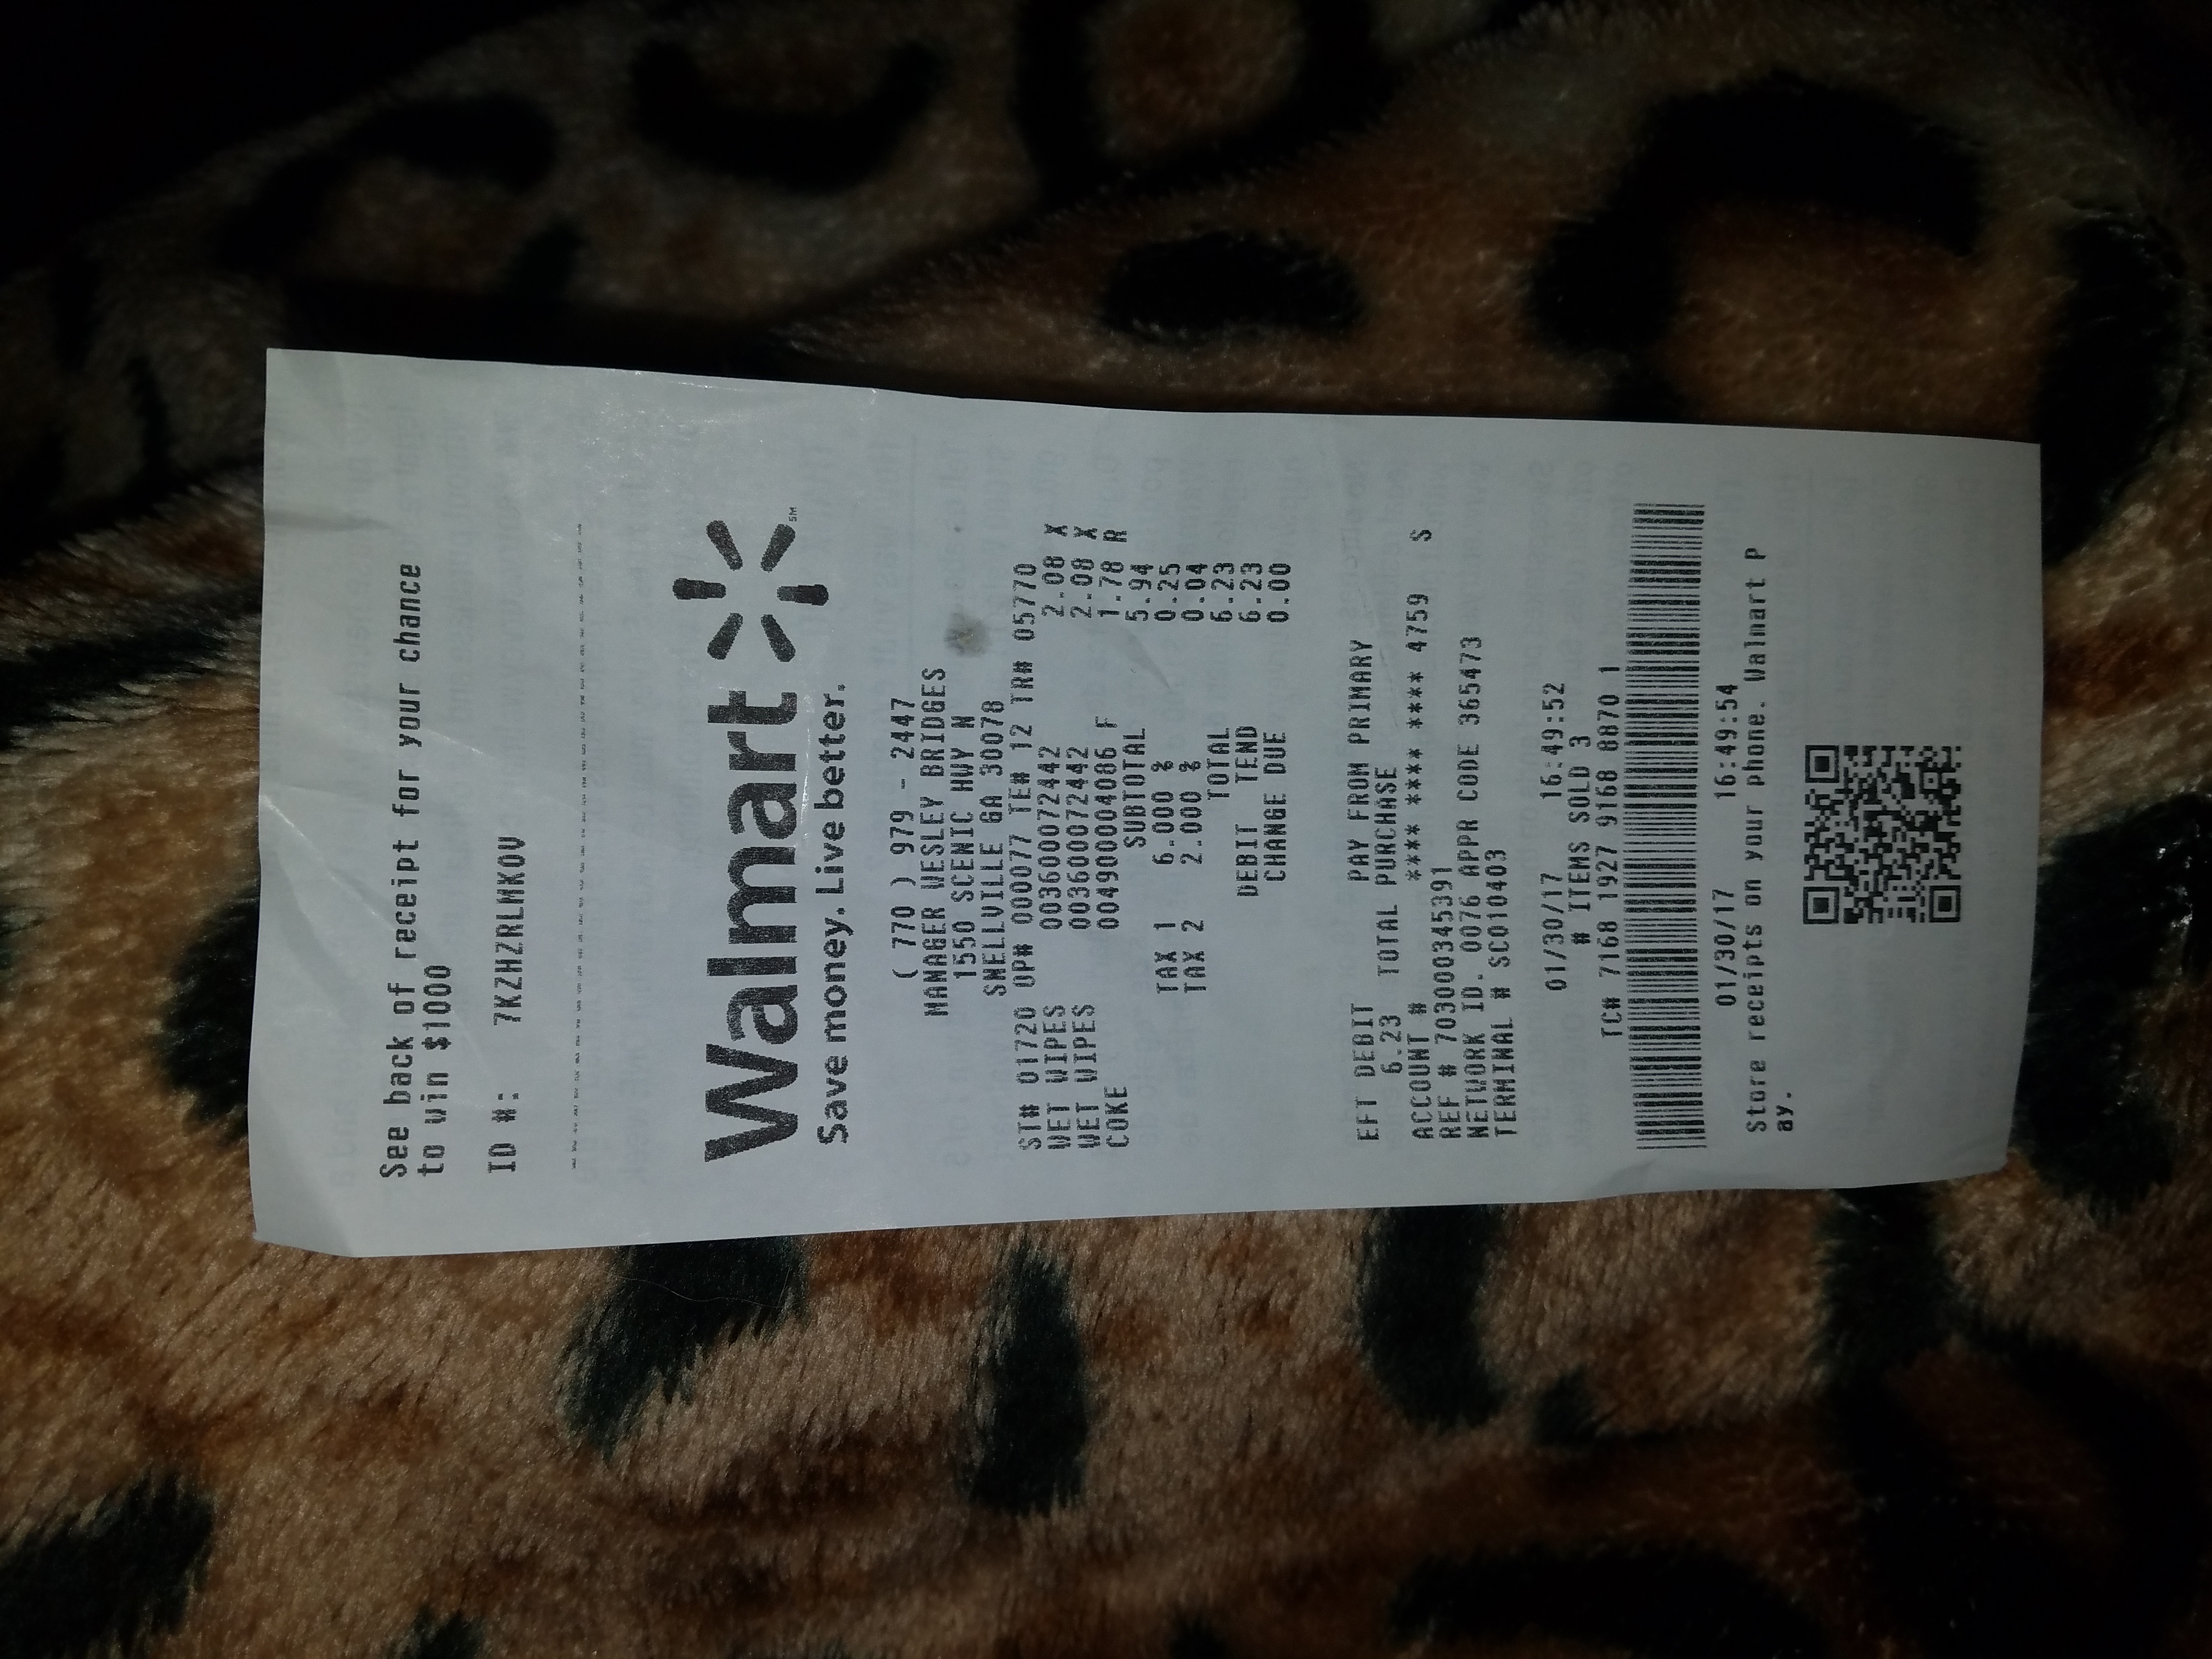 See back of receipt for your chance
to win $1000
ID #: 7KZHZRLMKOV
Walmart
SM
Save money. Live better.
( 770 ) 979 - 2447
MANAGER WESLEY BRIDGES
1550 SCENIC HWY N
SNELLVILLE GA 30078
ST# 01720 OP# 000077 TE# 12 TR# 05770
WET WIPES 003600072442 2.08 X
WET WIPES 003600072442 2.08 X
COKE 004900004086 F 1.78 R
SUBTOTAL 5.94
TAX 1 6.000 % 0.25
TAX 2 2.000 % 0.04
TOTAL 6.23
DEBIT TEND 6.23
CHANGE DUE 0.00
EFT DEBIT PAY FROM PRIMARY
6.23 TOTAL PURCHASE
ACCOUNT # **** **** **** 4759 S
REF # 703000345391
NETWORK ID. 0076 APPR CODE 365473
TERMINAL # SC010403
01/30/17 16:49:52
# ITEMS SOLD 3
TC# 7168 1927 9168 8870 1
01/30/17 16:49:54
Store receipts on your phone. Walmart P
ay.